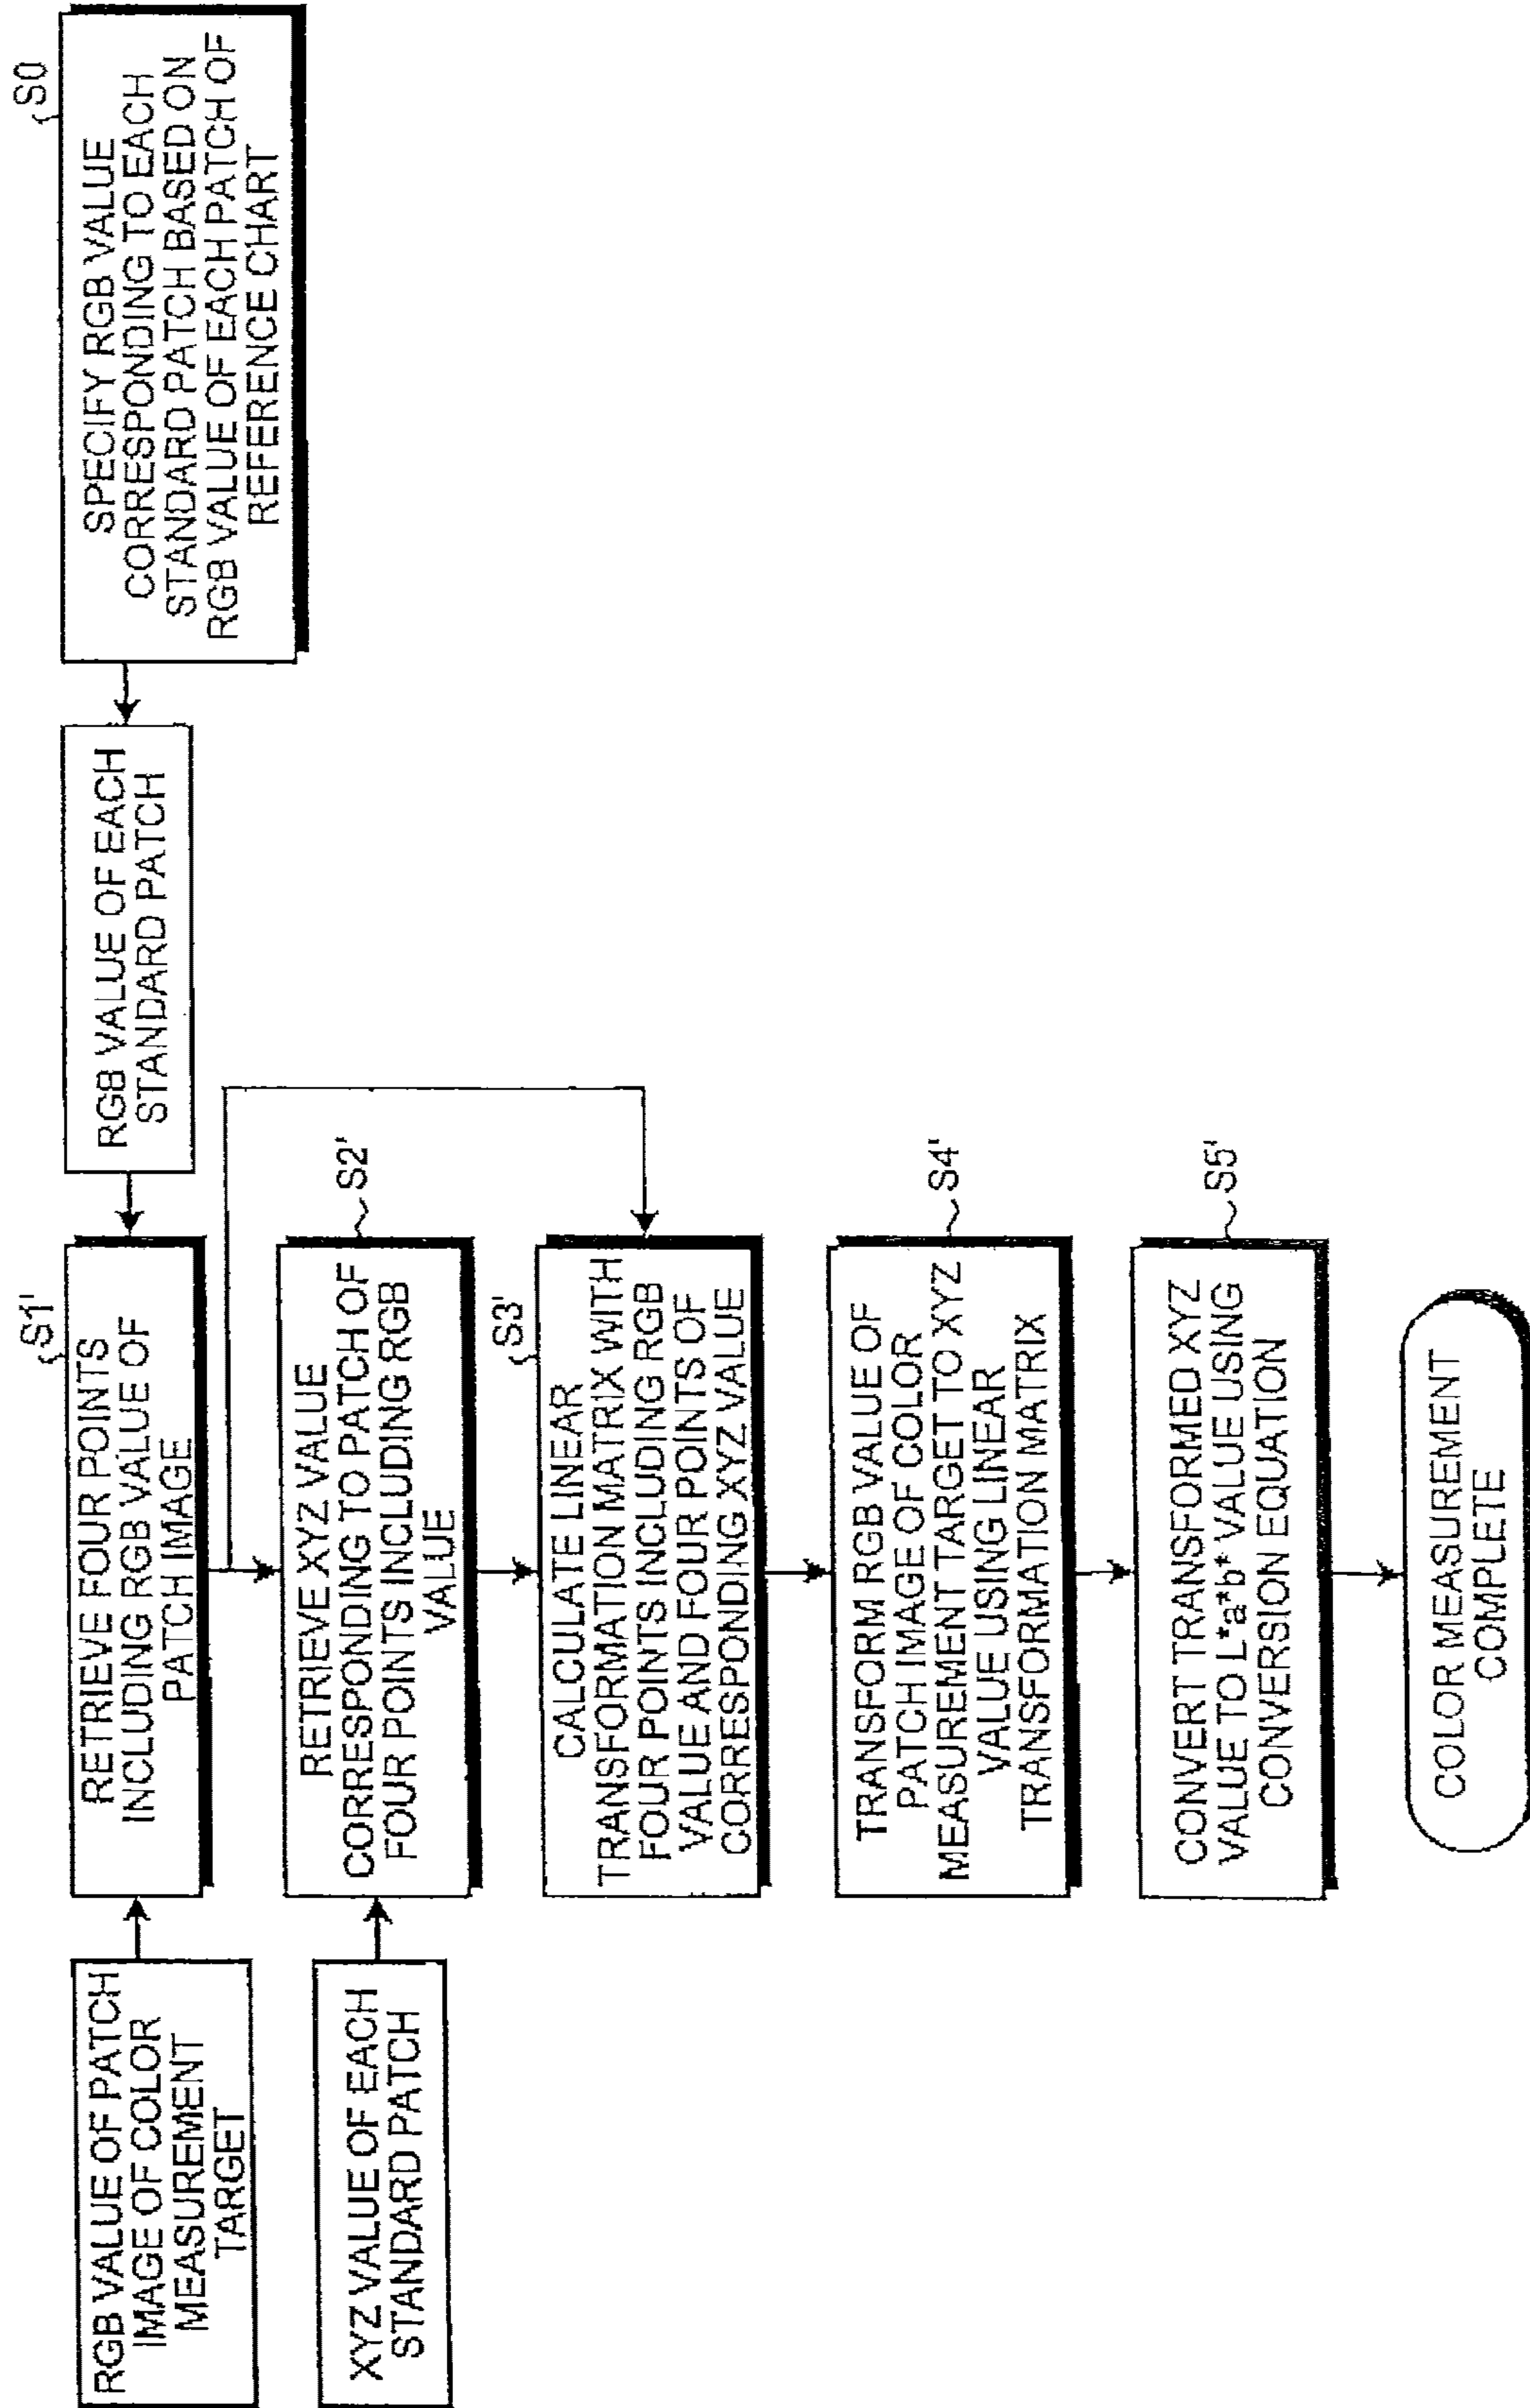 RGB VALUE OF PATCH
IMAGE OF COLOR
MEASUREMENT
TARGET
S1'
RETRIEVE FOUR POINTS
INCLUDING RGB VALUE OF
PATCH IMAGE
RGB VALUE OF EACH
STANDARD PATCH
S0
SPECIFY RGB VALUE
CORRESPONDING TO EACH
STANDARD PATCH BASED ON
RGB VALUE OF EACH PATCH OF
REFERENCE CHART
XYZ VALUE OF EACH
STANDARD PATCH
S2'
RETRIEVE XYZ VALUE
CORRESPONDING TO PATCH OF
FOUR POINTS INCLUDING RGB
VALUE
S3'
CALCULATE LINEAR
TRANSFORMATION MATRIX WITH
FOUR POINTS INCLUDING RGB
VALUE AND FOUR POINTS OF
CORRESPONDING XYZ VALUE
S4'
TRANSFORM RGB VALUE OF
PATCH IMAGE OF COLOR
MEASUREMENT TARGET TO XYZ
VALUE USING LINEAR
TRANSFORMATION MATRIX
S5'
CONVERT TRANSFORMED XYZ
VALUE TO L*a*b* VALUE USING
CONVERSION EQUATION
COLOR MEASUREMENT
COMPLETE